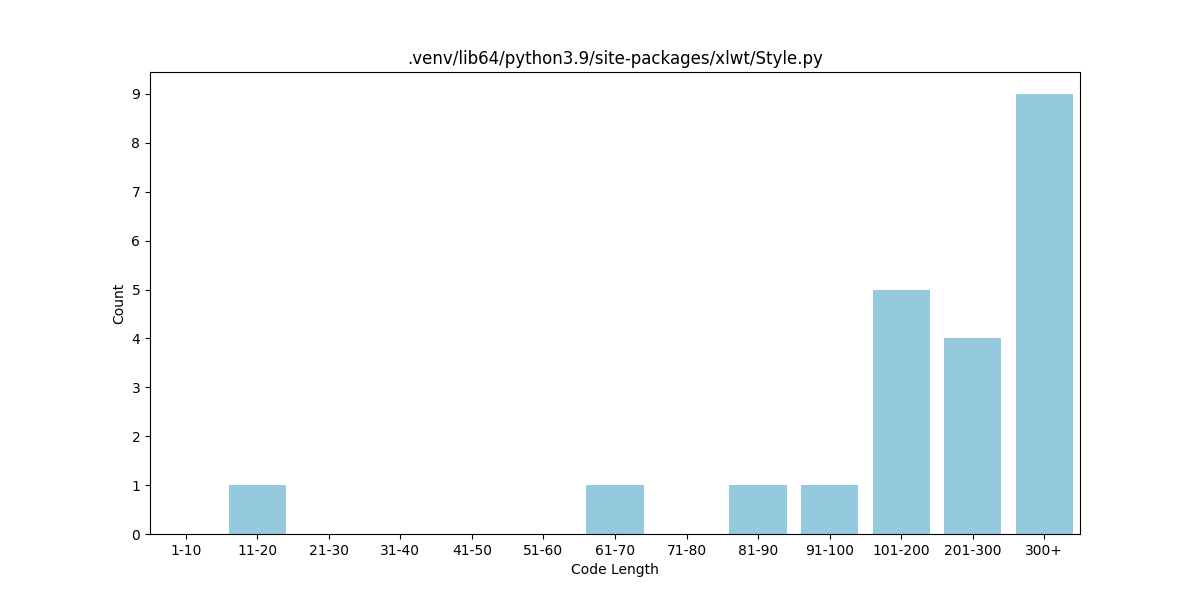 .venv/lib64/python3.9/site-packages/xlwt/Style.py
9
8
7
6
5
4
3
2
1
0
Count
1-10 11-20 21-30 31-40 41-50 51-60 61-70 71-80 81-90 91-100 101-200 201-300 300+
Code Length